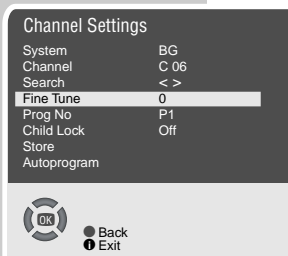 Channel Settings
System BG
Channel C 06
Search < >
Fine Tune 0
Prog No P1
Child Lock Off
Store
Autoprogram
OK
Back
i Exit